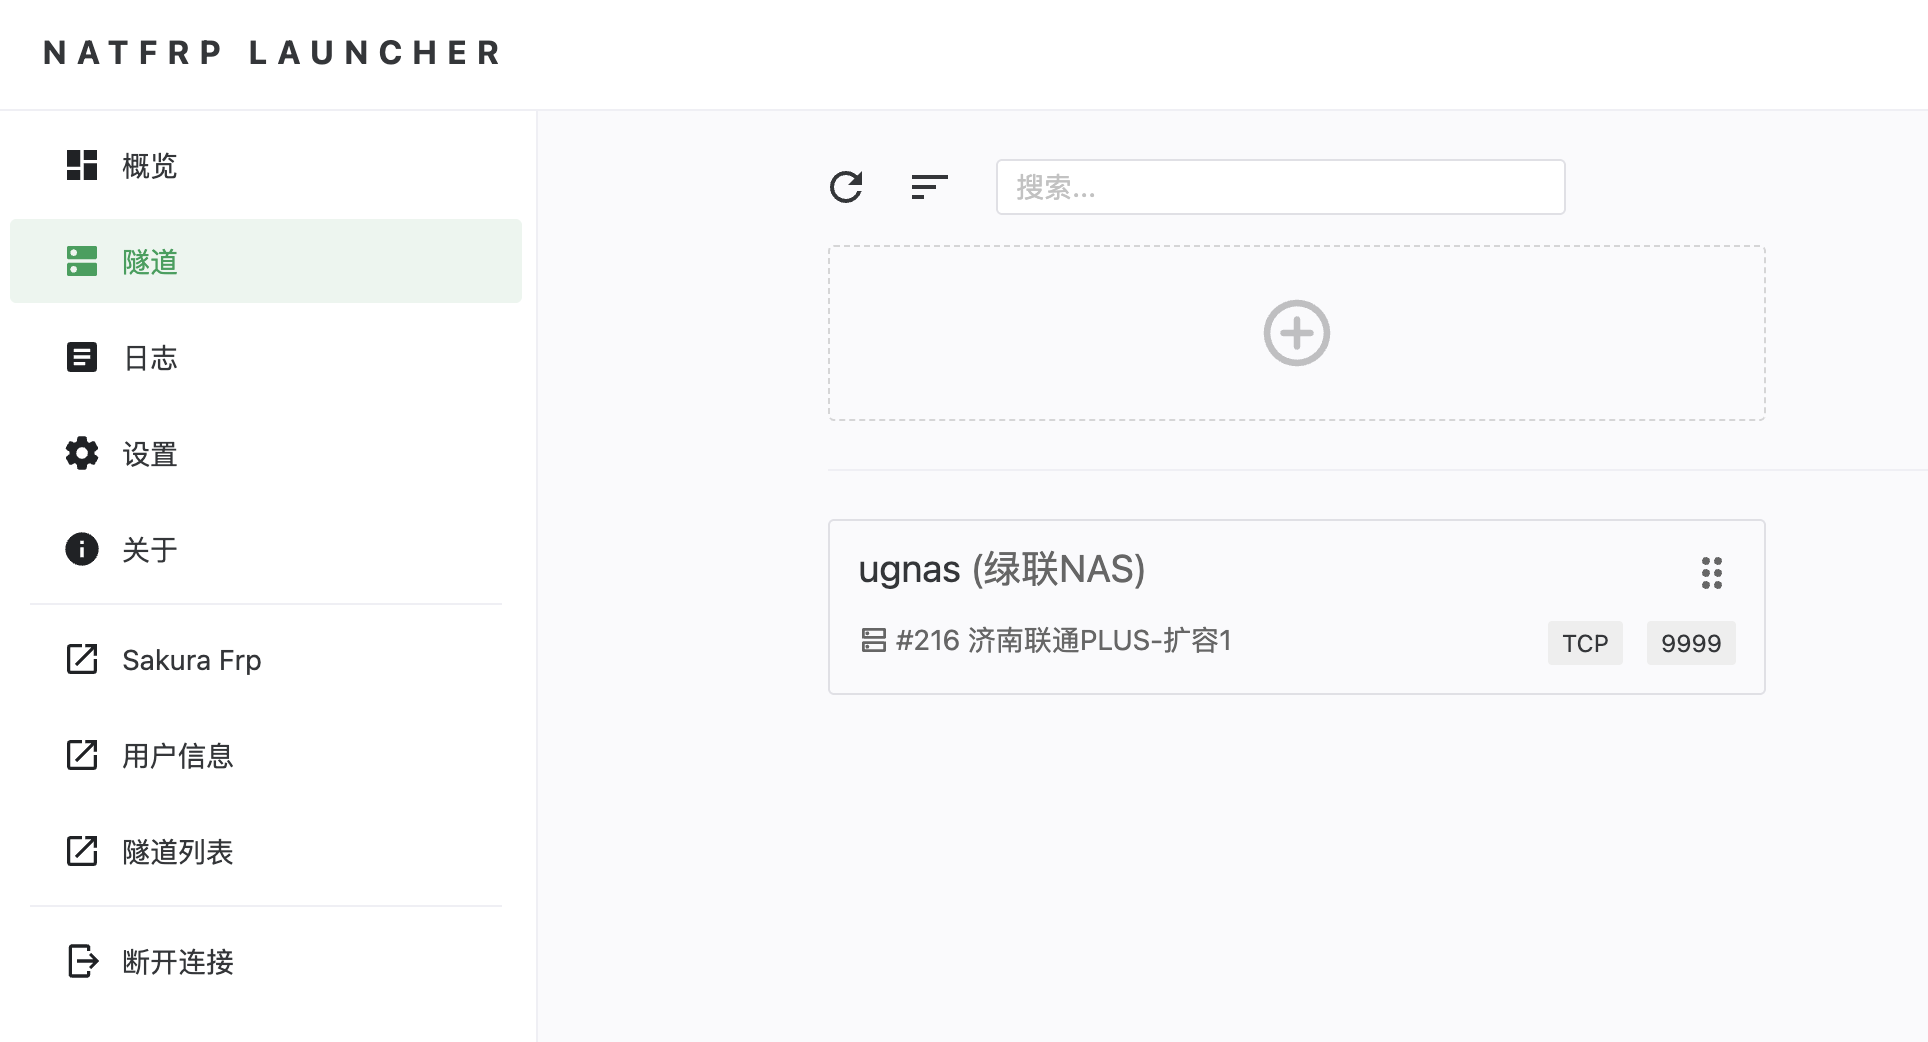 NATFRP LAUNCHER
概览
隧道
日志
设置
关于
Sakura Frp
用户信息
隧道列表
断开连接
搜索...
ugnas (绿联NAS)
#216 济南联通PLUS-扩容1
TCP
9999